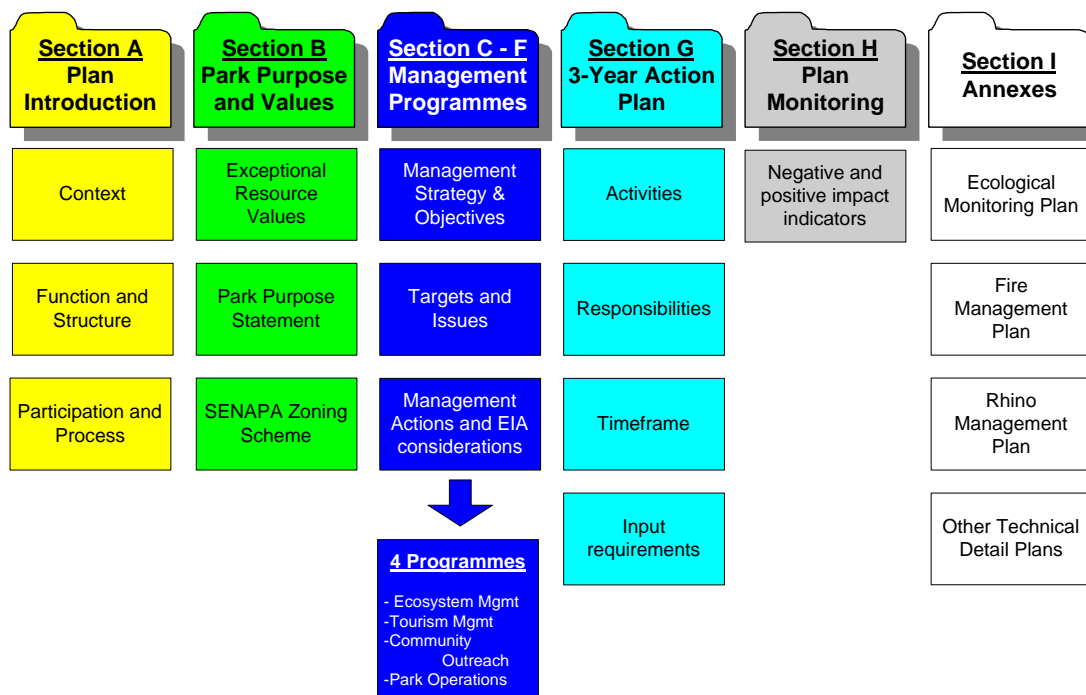 Section A
Plan
Introduction
Context
Function and
Structure
Participation and
Process
Section B
Park Purpose
and Values
Exceptional
Resource
Values
Park Purpose
Statement
SENAPA Zoning
Scheme
Section C - F
Management
Programmes
Management
Strategy &
Objectives
Targets and
Issues
Management
Actions and EIA
considerations
4 Programmes
- Ecosystem Mgmt
-Tourism Mgmt
-Community
Outreach
-Park Operations
Section G
3-Year Action
Plan
Activities
Responsibilities
Timeframe
Input
requirements
Section H
Plan
Monitoring
Negative and
positive impact
indicators
Section I
Annexes
Ecological
Monitoring Plan
Fire
Management
Plan
Rhino
Management
Plan
Other Technical
Detail Plans